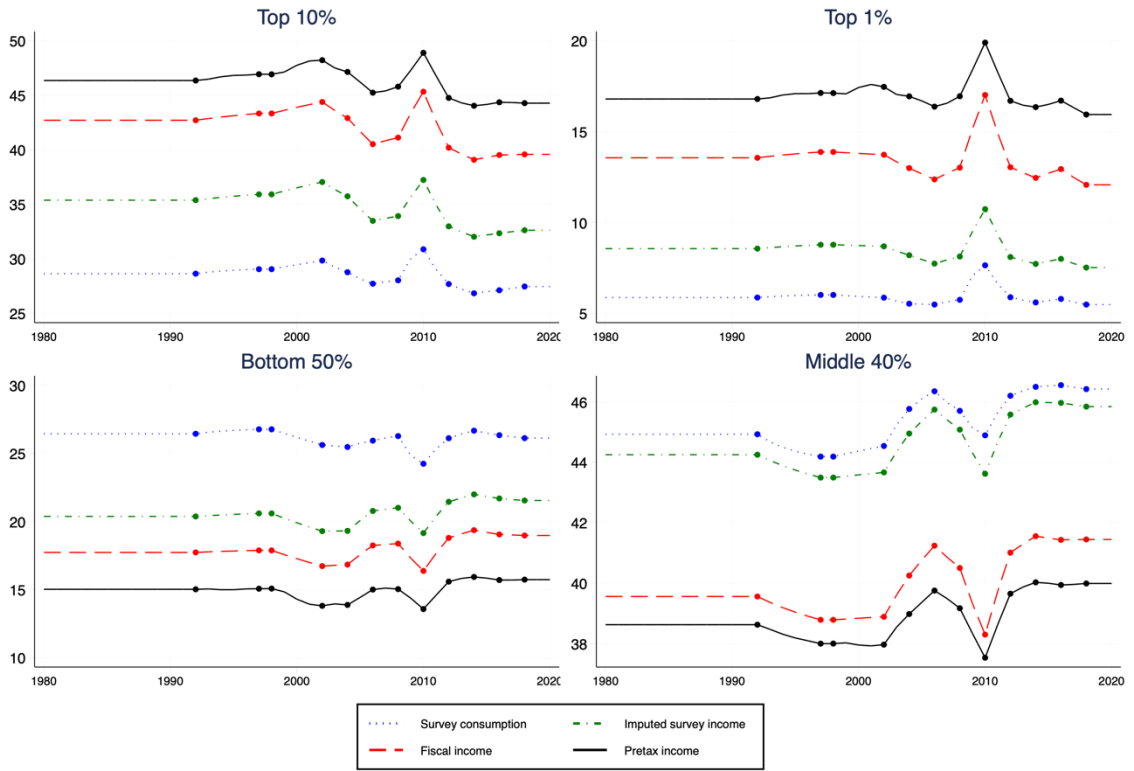 Top 10%
50
45
40
35
30
25
1980 1990 2000 2010 2020
Top 1%
20
15
10
5
1980 1990 2000 2010 2020
Bottom 50%
30
25
20
15
10
1980 1990 2000 2010 2020
Middle 40%
46
44
42
40
38
1980 1990 2000 2010 2020
Survey consumption
Imputed survey income
Fiscal income
Pretax income